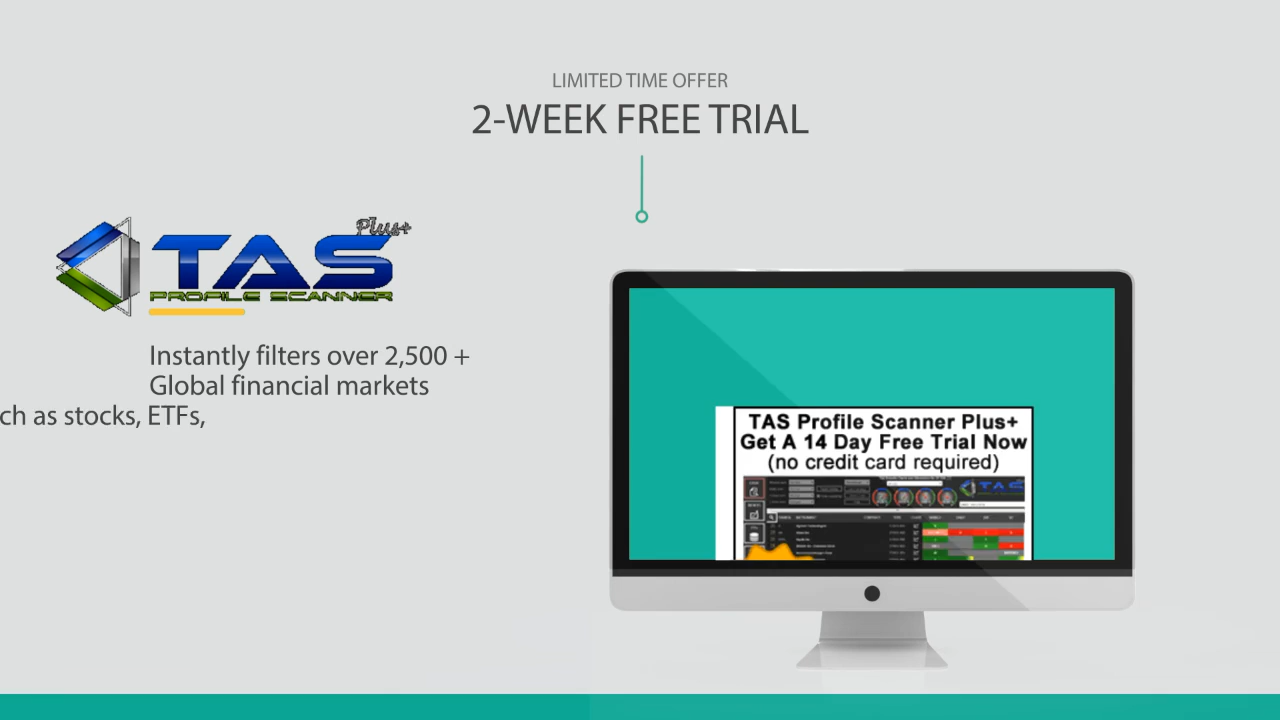 LIMITED TIME OFFER
2-WEEK FREE TRIAL
Plus+
TAS
PROFILE SCANNER
Instantly filters over 2,500 +
Global financial markets
ch as stocks, ETFs,
TAS Profile Scanner Plus+
Get A 14 Day Free Trial Now
(no credit card required)